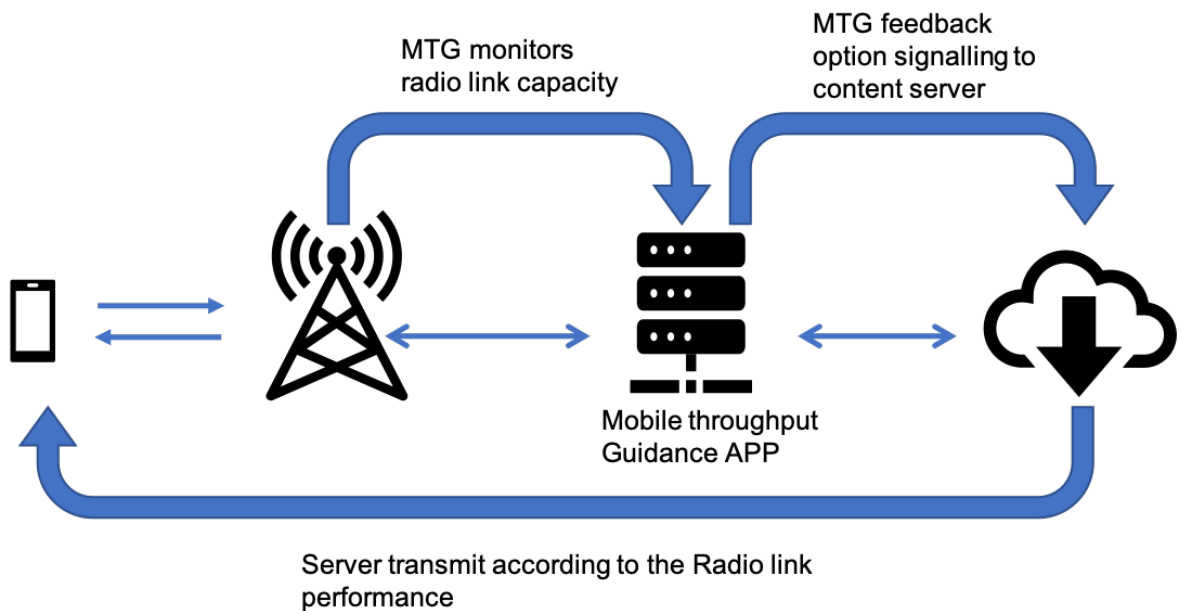 MTG monitors
radio link capacity
MTG feedback
option signalling to
content server
Mobile throughput
Guidance APP
Server transmit according to the Radio link
performance